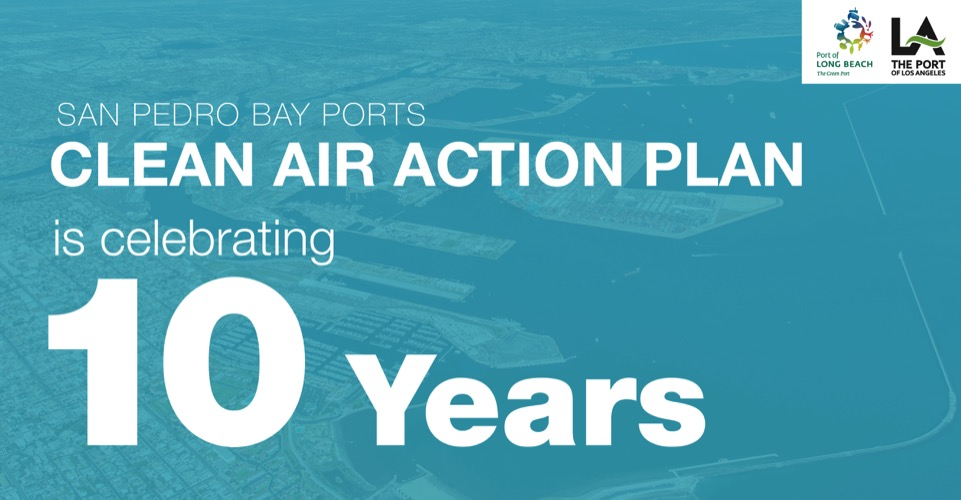 Port of
LONG BEACH
The Green Port
LA
THE PORT
OF LOS ANGELES
SAN PEDRO BAY PORTS
CLEAN AIR ACTION PLAN
is celebrating
10 Years